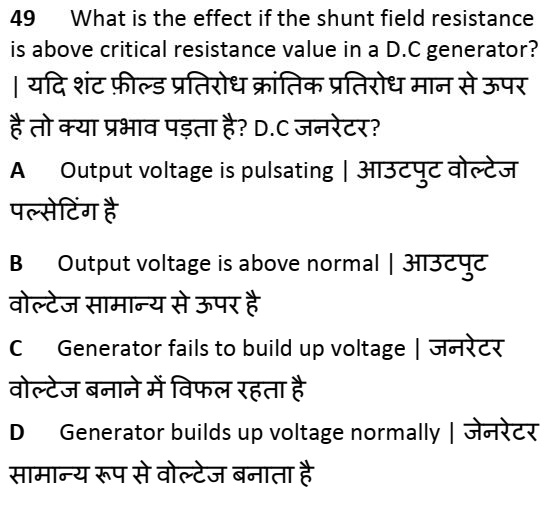 49 What is the effect if the shunt field resistance
is above critical resistance value in a D.C generator?
| यदि शंट फ़ील्ड प्रतिरोध क्रांतिक प्रतिरोध मान से ऊपर
है तो क्या प्रभाव पड़ता है? D.C जनरेटर?
A Output voltage is pulsating | आउटपुट वोल्टेज
पल्सेटिंग है
B Output voltage is above normal | आउटपुट
वोल्टेज सामान्य से ऊपर है
C Generator fails to build up voltage | जनरेटर
वोल्टेज बनाने में विफल रहता है
D Generator builds up voltage normally | जेनरेटर
सामान्य रूप से वोल्टेज बनाता है